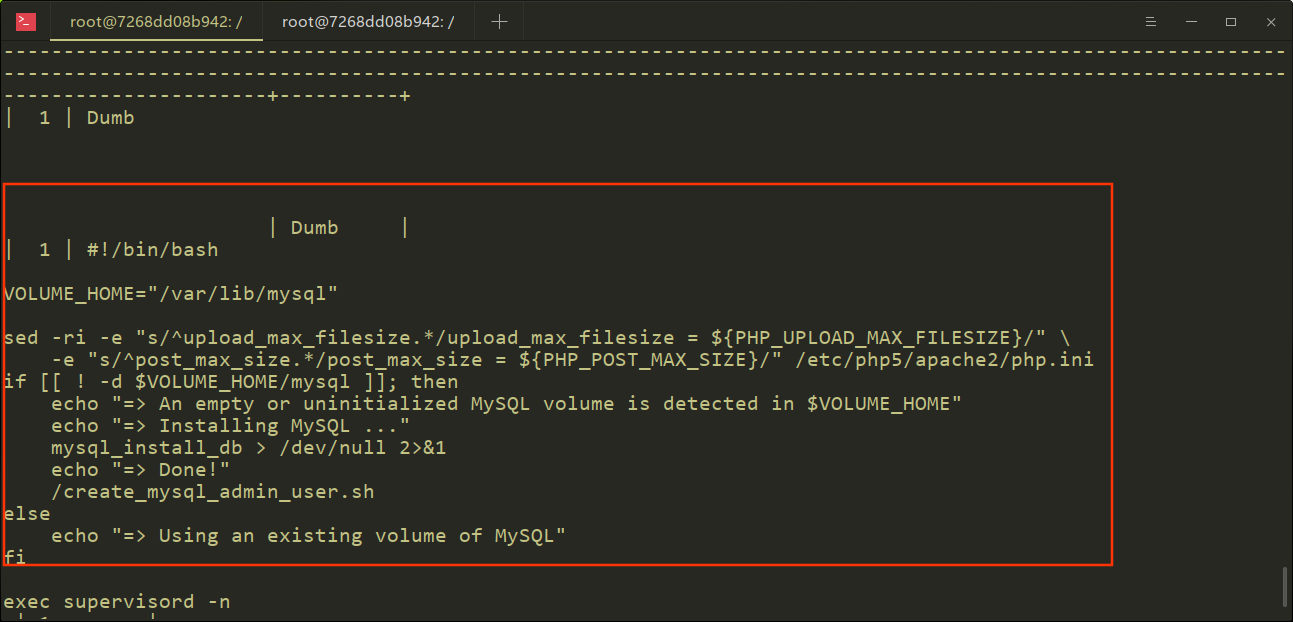 root@7268dd08b942: /
root@7268dd08b942: /
------------------------------------------------------------------------------------------------------------
------------------------------------------------------------------------------------------------------------
----------------------+----------+
|  1 | Dumb
| Dumb     |
|  1 | #!/bin/bash
VOLUME_HOME="/var/lib/mysql"
sed -ri -e "s/^upload_max_filesize.*/upload_max_filesize = ${PHP_UPLOAD_MAX_FILESIZE}/" \
    -e "s/^post_max_size.*/post_max_size = ${PHP_POST_MAX_SIZE}/" /etc/php5/apache2/php.ini
if [[ ! -d $VOLUME_HOME/mysql ]]; then
    echo "=> An empty or uninitialized MySQL volume is detected in $VOLUME_HOME"
    echo "=> Installing MySQL ..."
    mysql_install_db > /dev/null 2>&1
    echo "=> Done!"
    /create_mysql_admin_user.sh
else
    echo "=> Using an existing volume of MySQL"
fi
exec supervisord -n